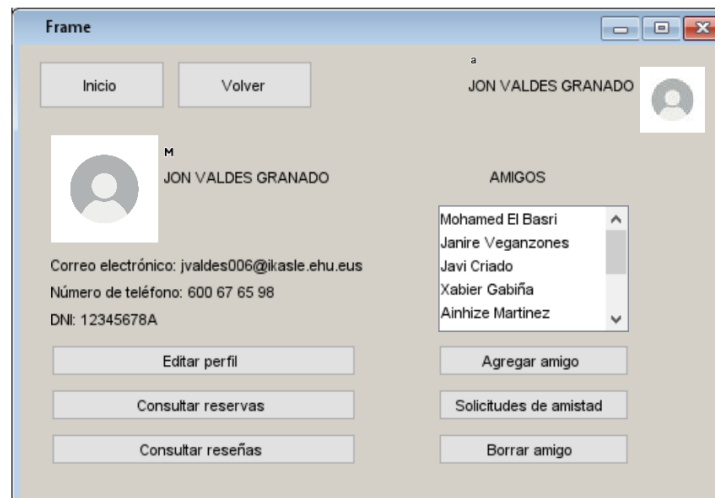 Frame
Inicio
Volver
a
JON VALDES GRANADO
M
JON VALDES GRANADO
AMIGOS
Mohamed El Basri
Janire Veganzones
Javi Criado
Xabier Gabiña
Ainhize Martinez
Correo electrónico: jvaldes006@ikasle.ehu.eus
Número de teléfono: 600 67 65 98
DNI: 12345678A
Editar perfil
Agregar amigo
Consultar reservas
Solicitudes de amistad
Consultar reseñas
Borrar amigo